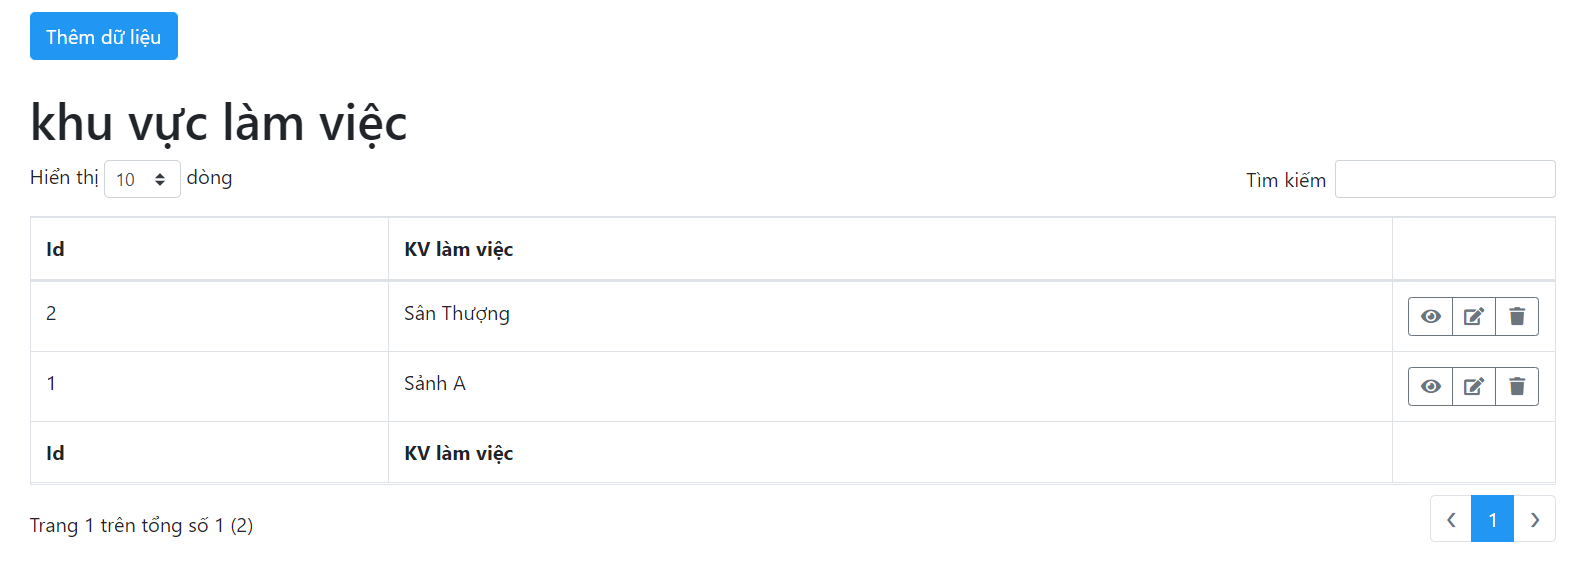 Thêm dữ liệu
khu vực làm việc
Hiển thị 10 dòng Tìm kiếm
Id KV làm việc
2 Sân Thượng
1 Sảnh A
Id KV làm việc
Trang 1 trên tổng số 1 (2)
‹ 1 ›